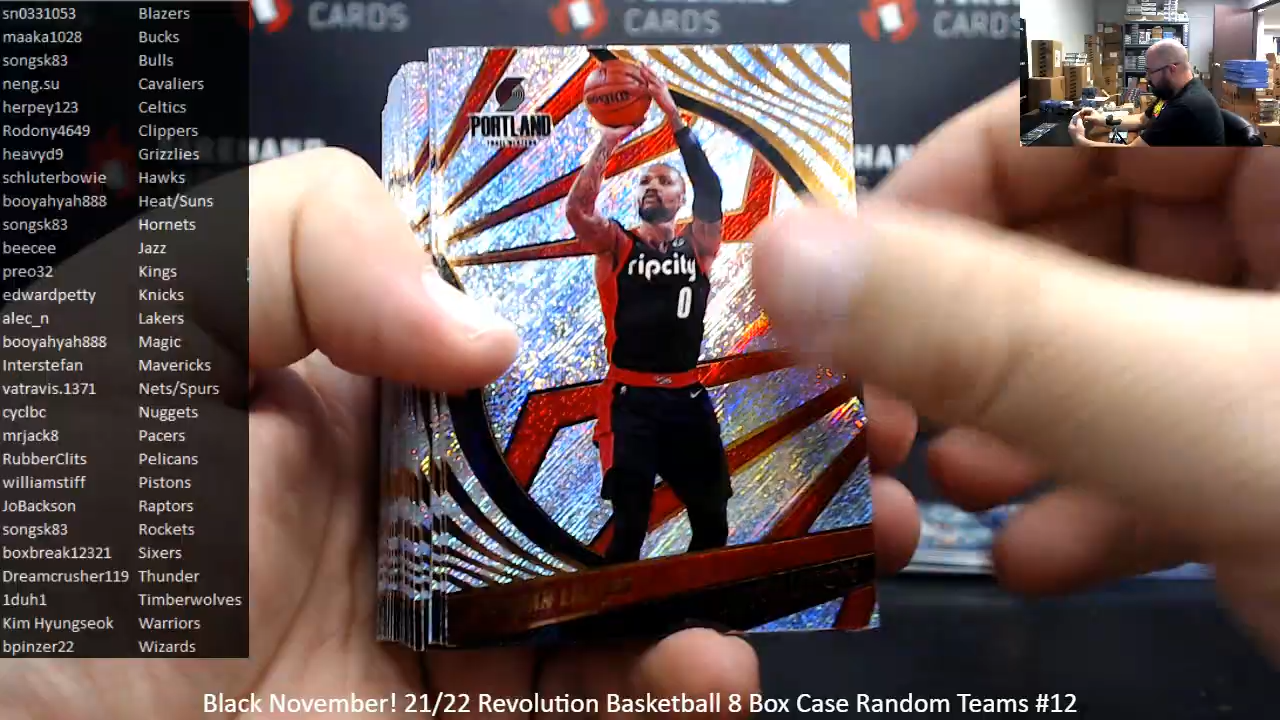 sn0331053 Blazers
maaka1028 Bucks
songsk83 Bulls
neng.su Cavaliers
herpey123 Celtics
Rodony4649 Clippers
heavyd9 Grizzlies
schluterbowie Hawks
booyahyah888 Heat/Suns
songsk83 Hornets
beecee Jazz
preo32 Kings
edwardpetty Knicks
alec_n Lakers
booyahyah888 Magic
Interstefan Mavericks
vatravis.1371 Nets/Spurs
cyclbc Nuggets
mrjack8 Pacers
RubberClits Pelicans
williamstiff Pistons
JoBackson Raptors
songsk83 Rockets
boxbreak12321 Sixers
Dreamcrusher119 Thunder
1duh1 Timberwolves
Kim Hyungseok Warriors
bpinzer22 Wizards
CARDS
CARDS
CARDS
PORTLAND
ripcity
0
Black November! 21/22 Revolution Basketball 8 Box Case Random Teams #12